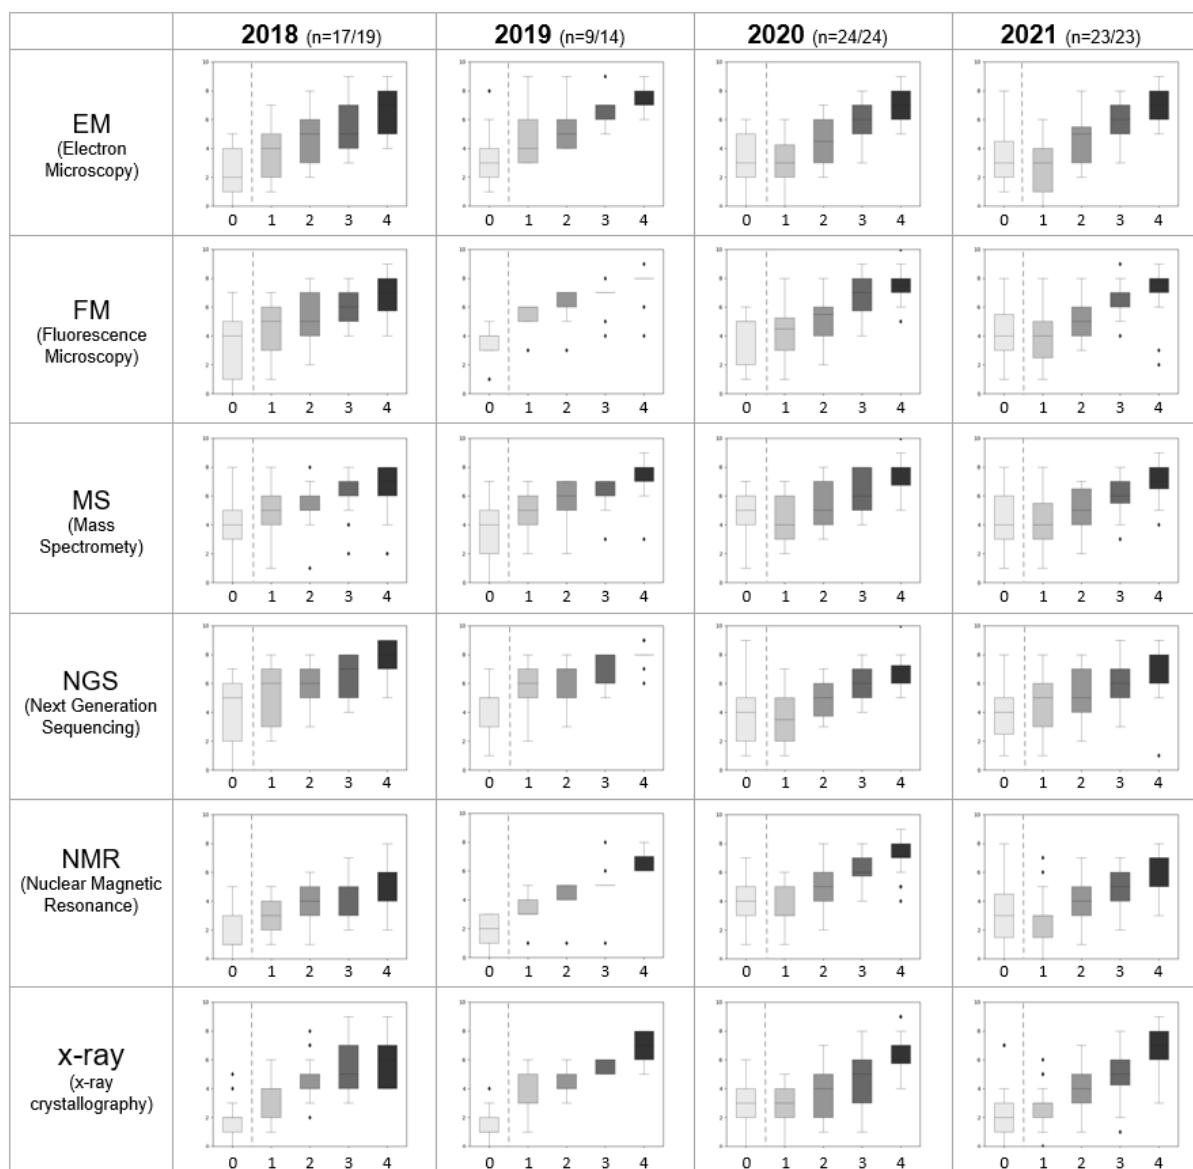 2018 (n=17/19) 2019 (n=9/14) 2020 (n=24/24) 2021 (n=23/23)
EM
(Electron
Microscopy)
0 1 2 3 4 0 1 2 3 4 0 1 2 3 4 0 1 2 3 4
FM
(Fluorescence
Microscopy)
0 1 2 3 4 0 1 2 3 4 0 1 2 3 4 0 1 2 3 4
MS
(Mass
Spectromety)
0 1 2 3 4 0 1 2 3 4 0 1 2 3 4 0 1 2 3 4
NGS
(Next Generation
Sequencing)
0 1 2 3 4 0 1 2 3 4 0 1 2 3 4 0 1 2 3 4
NMR
(Nuclear Magnetic
Resonance)
0 1 2 3 4 0 1 2 3 4 0 1 2 3 4 0 1 2 3 4
x-ray
(x-ray
crystallography)
0 1 2 3 4 0 1 2 3 4 0 1 2 3 4 0 1 2 3 4